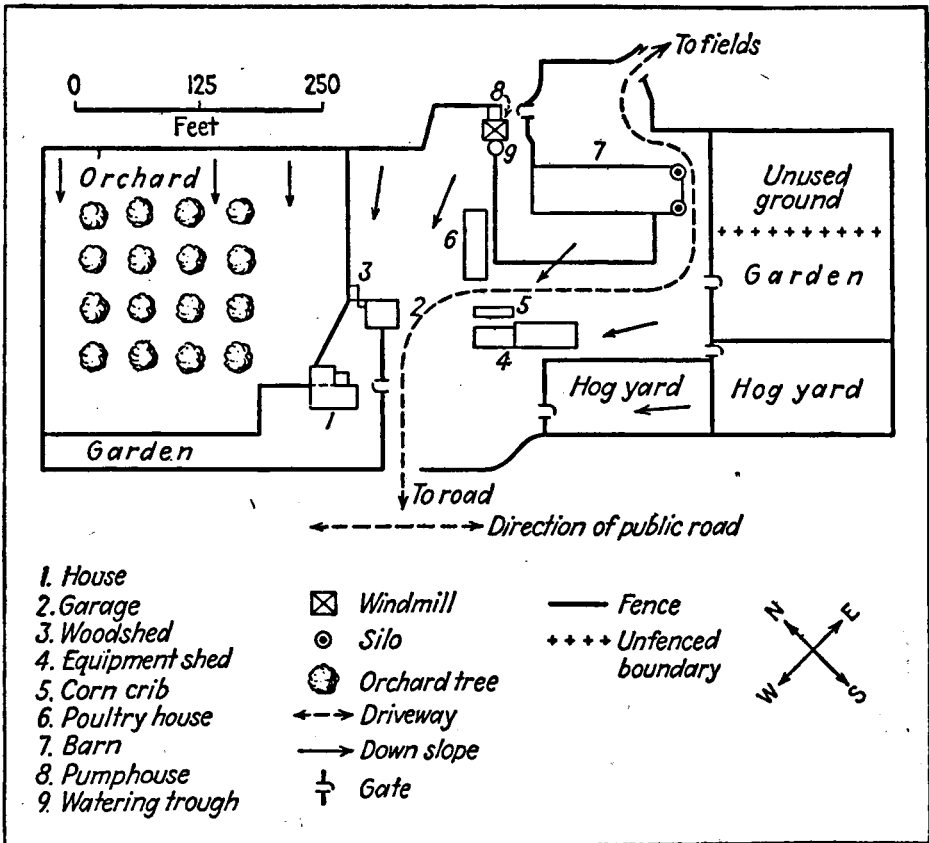 To fields
0 125 250
Feet
8
9
7
Orchard
Unused
ground
6
Garden
3
2
5
4
Hog yard
Hog yard
1
Garden
To road
Direction of public road
1. House
2. Garage
3. Woodshed
4. Equipment shed
5. Corn crib
6. Poultry house
7. Barn
8. Pumphouse
9. Watering trough
Windmill
Silo
Orchard tree
Driveway
Down slope
Gate
Fence
Unfenced
boundary
N E
W S